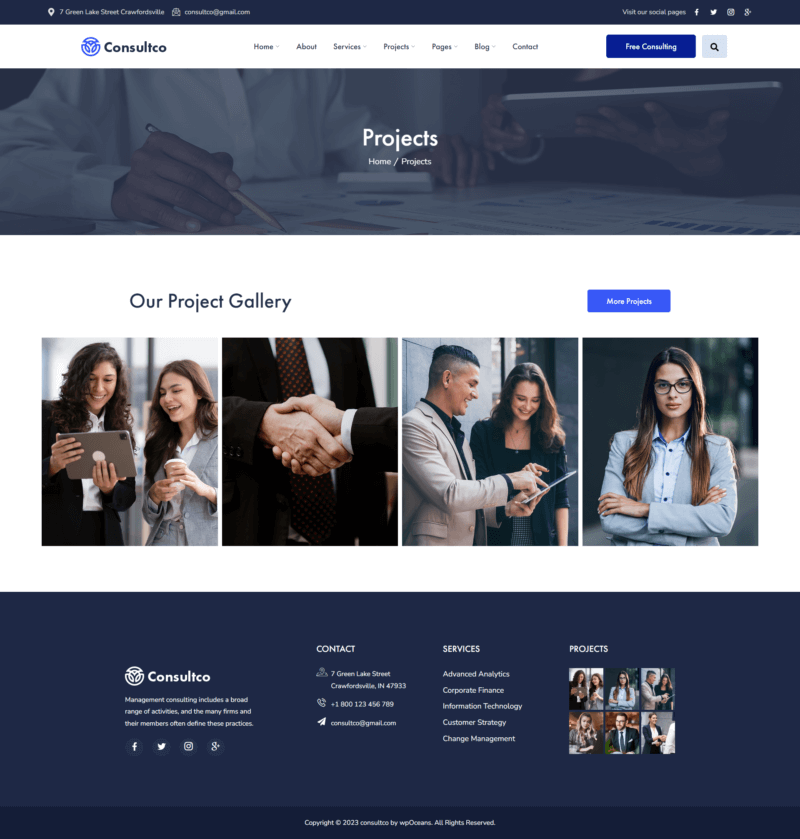 7 Green Lake Street Crawfordsville
consultco@gmail.com
Visit our social pages
Consultco
Home
About
Services
Projects
Pages
Blog
Contact
Free Consulting
Projects
Home / Projects
Our Project Gallery
More Projects
Consultco
Management consulting includes a broad
range of activities, and the many firms and
their members often define these practices.
CONTACT
7 Green Lake Street
Crawfordsville, IN 47933
+1 800 123 456 789
consultco@gmail.com
SERVICES
Advanced Analytics
Corporate Finance
Information Technology
Customer Strategy
Change Management
PROJECTS
Copyright © 2023 consultco by wpOceans. All Rights Reserved.